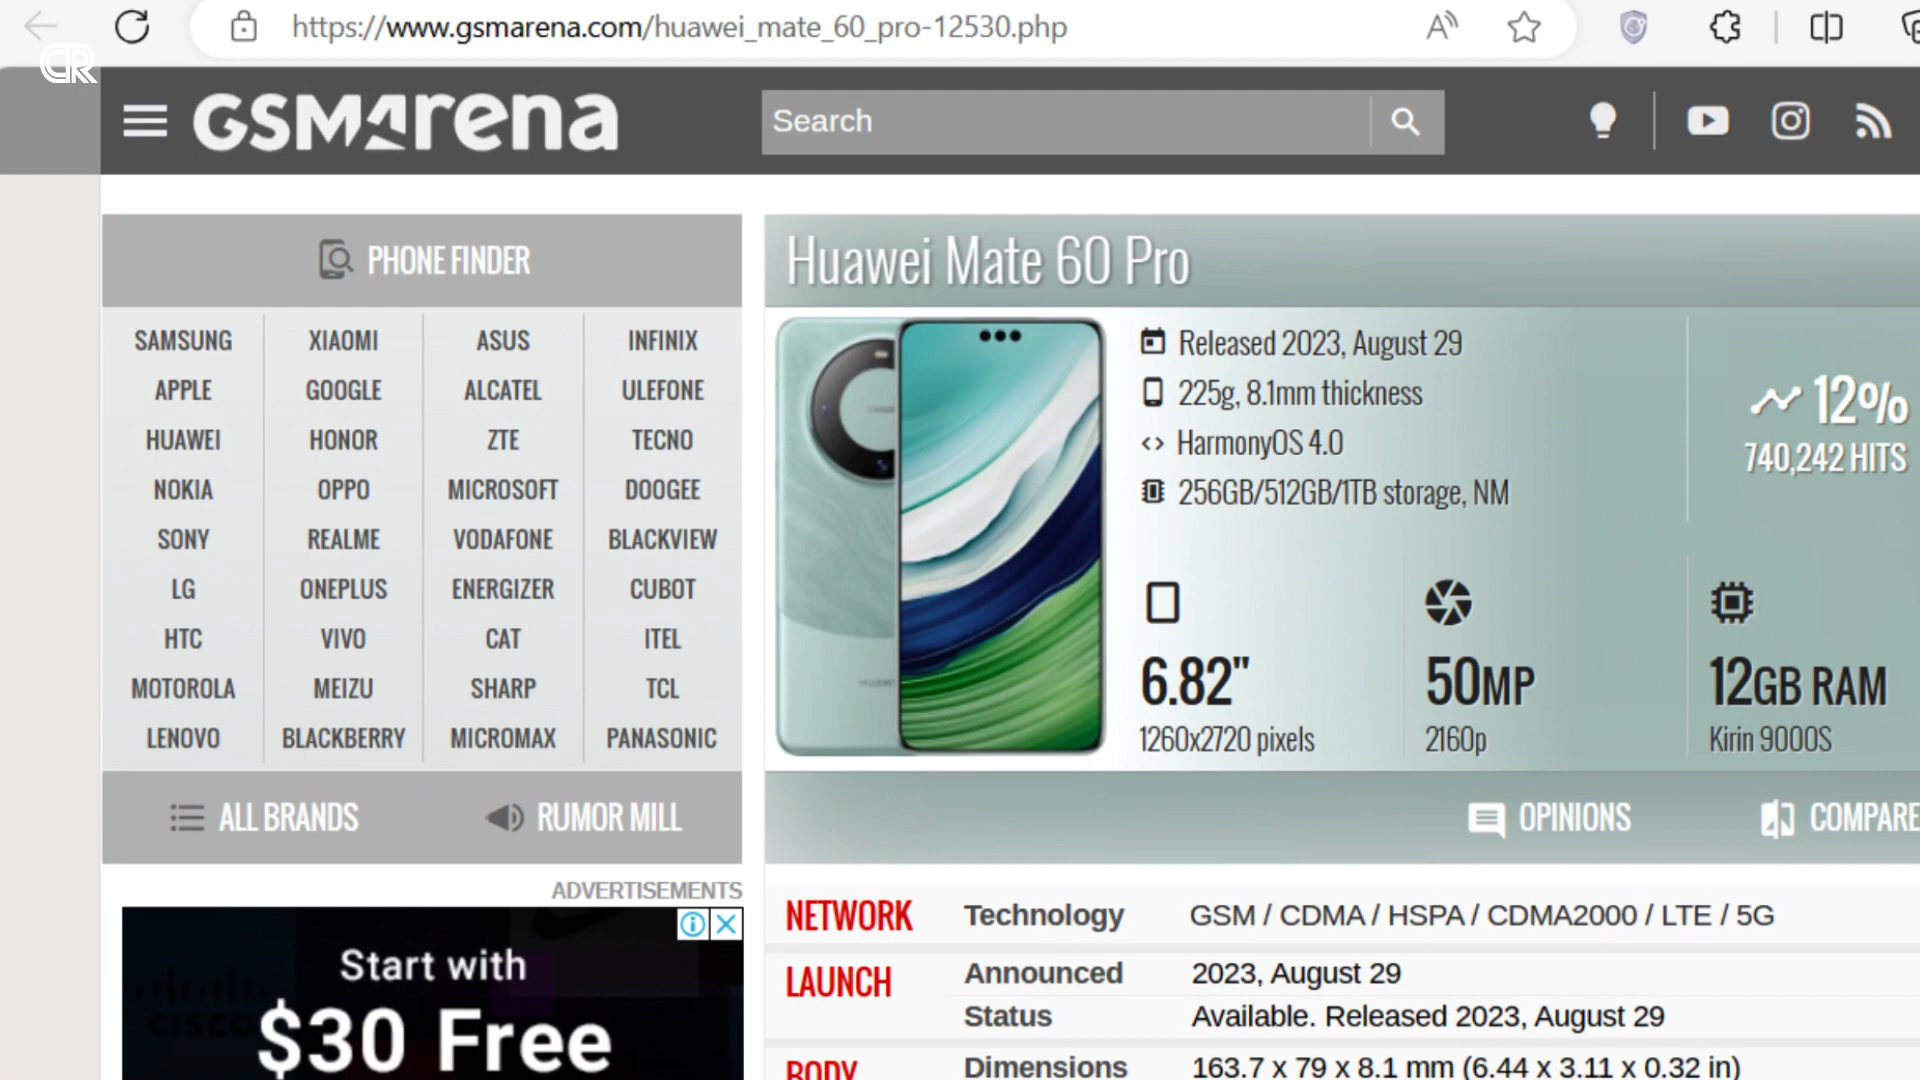 https://www.gsmarena.com/huawei_mate_60_pro-12530.php
CR
GSMArena
Search
PHONE FINDER
SAMSUNG XIAOMI ASUS INFINIX
APPLE GOOGLE ALCATEL ULEFONE
HUAWEI HONOR ZTE TECNO
NOKIA OPPO MICROSOFT DOOGEE
SONY REALME VODAFONE BLACKVIEW
LG ONEPLUS ENERGIZER CUBOT
HTC VIVO CAT ITEL
MOTOROLA MEIZU SHARP TCL
LENOVO BLACKBERRY MICROMAX PANASONIC
ALL BRANDS RUMOR MILL
ADVERTISEMENTS
Start with
$30 Free
CISCO
Huawei Mate 60 Pro
Released 2023, August 29
225g, 8.1mm thickness
HarmonyOS 4.0
256GB/512GB/1TB storage, NM
12%
740,242 HITS
6.82"
1260x2720 pixels
50MP
2160p
12GB RAM
Kirin 9000S
OPINIONS
COMPARE
NETWORK Technology GSM / CDMA / HSPA / CDMA2000 / LTE / 5G
LAUNCH Announced 2023, August 29
Status Available. Released 2023, August 29
BODY Dimensions 163.7 x 79 x 8.1 mm (6.44 x 3.11 x 0.32 in)